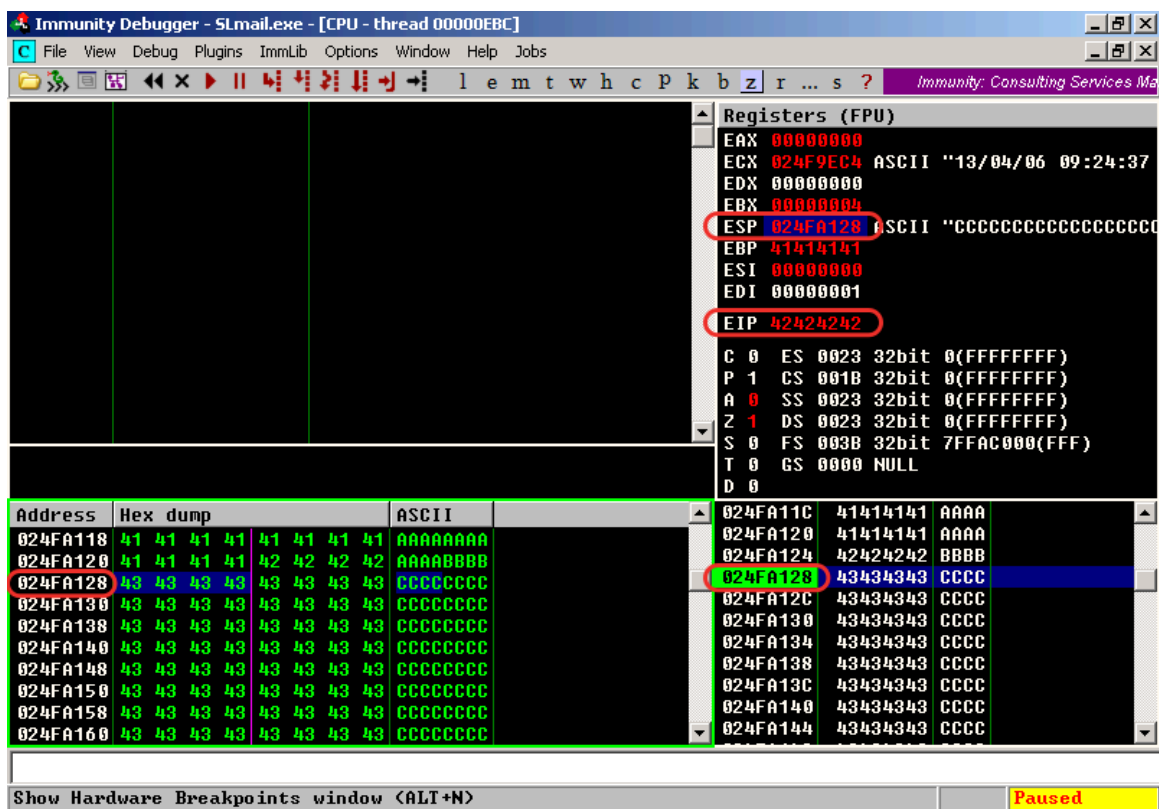 Immunity Debugger - SLmail.exe - [CPU - thread 00000EBC]
C File View Debug Plugins ImmLib Options Window Help Jobs
l e m t w h c P k b z r ... s ? Immunity: Consulting Services Ma
Registers (FPU)
EAX 00000000
ECX 024F9EC4 ASCII "13/04/06 09:24:37
EDX 00000000
EBX 00000004
ESP 024FA128 ASCII "CCCCCCCCCCCCCCCCC
EBP 41414141
ESI 00000000
EDI 00000001
EIP 42424242
C 0 ES 0023 32bit 0(FFFFFFFF)
P 1 CS 001B 32bit 0(FFFFFFFF)
A 0 SS 0023 32bit 0(FFFFFFFF)
Z 1 DS 0023 32bit 0(FFFFFFFF)
S 0 FS 003B 32bit 7FFAC000(FFF)
T 0 GS 0000 NULL
D 0
Address Hex dump ASCII
024FA118 41 41 41 41 41 41 41 41 AAAAAAAA
024FA120 41 41 41 41 42 42 42 42 AAAABBBB
024FA128 43 43 43 43 43 43 43 43 CCCCCCCC
024FA130 43 43 43 43 43 43 43 43 CCCCCCCC
024FA138 43 43 43 43 43 43 43 43 CCCCCCCC
024FA140 43 43 43 43 43 43 43 43 CCCCCCCC
024FA148 43 43 43 43 43 43 43 43 CCCCCCCC
024FA150 43 43 43 43 43 43 43 43 CCCCCCCC
024FA158 43 43 43 43 43 43 43 43 CCCCCCCC
024FA160 43 43 43 43 43 43 43 43 CCCCCCCC
024FA11C 41414141 AAAA
024FA120 41414141 AAAA
024FA124 42424242 BBBB
024FA128 43434343 CCCC
024FA12C 43434343 CCCC
024FA130 43434343 CCCC
024FA134 43434343 CCCC
024FA138 43434343 CCCC
024FA13C 43434343 CCCC
024FA140 43434343 CCCC
024FA144 43434343 CCCC
Show Hardware Breakpoints window (ALT+N)
Paused